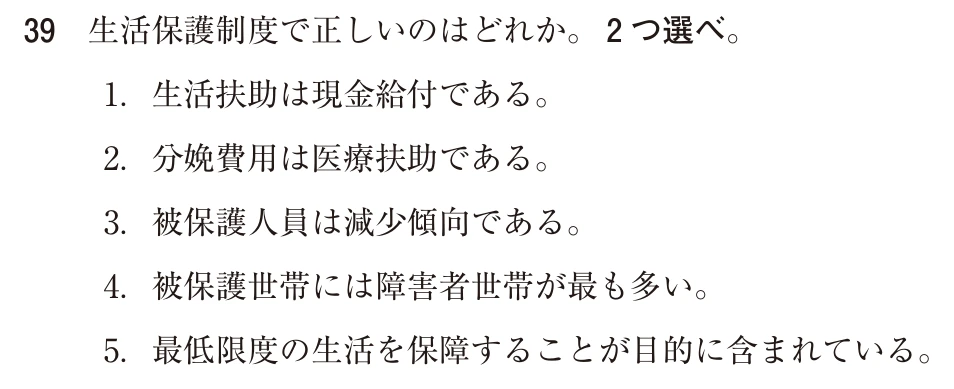 39 生活保護制度で正しいのはどれか。2つ選べ。
1. 生活扶助は現金給付である。
2. 分娩費用は医療扶助である。
3. 被保護人員は減少傾向である。
4. 被保護世帯には障害者世帯が最も多い。
5. 最低限度の生活を保障することが目的に含まれている。